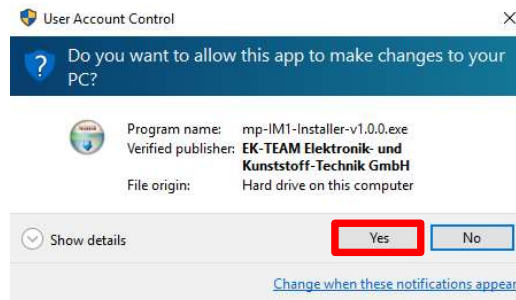 User Account Control
Do you want to allow this app to make changes to your
PC?
Program name: mp-IM1-Installer-v1.0.0.exe
Verified publisher: EK-TEAM Elektronik- und
Kunststoff-Technik GmbH
File origin: Hard drive on this computer
Show details
Yes
No
Change when these notifications appear